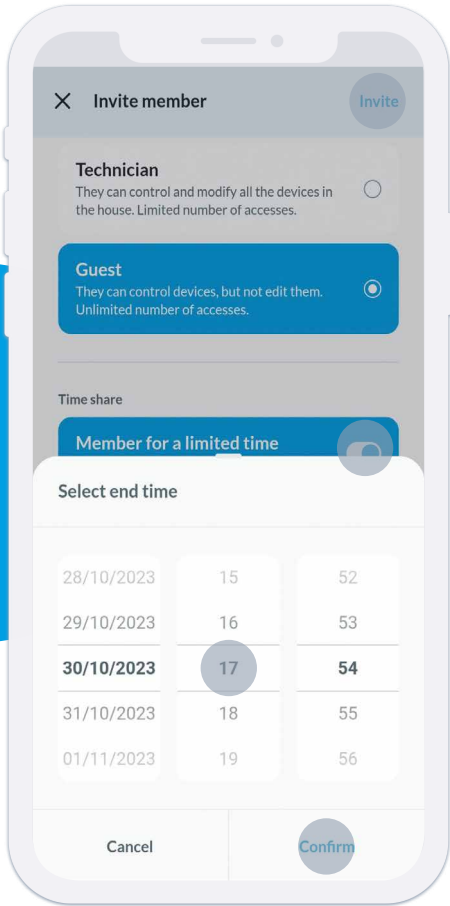 Invite member
Invite
Technician
They can control and modify all the devices in
the house. Limited number of accesses.
Guest
They can control devices, but not edit them.
Unlimited number of accesses.
Time share
Member for a limited time
Select end time
28/10/2023 15 52
29/10/2023 16 53
30/10/2023 17 54
31/10/2023 18 55
01/11/2023 19 56
Cancel
Confirm